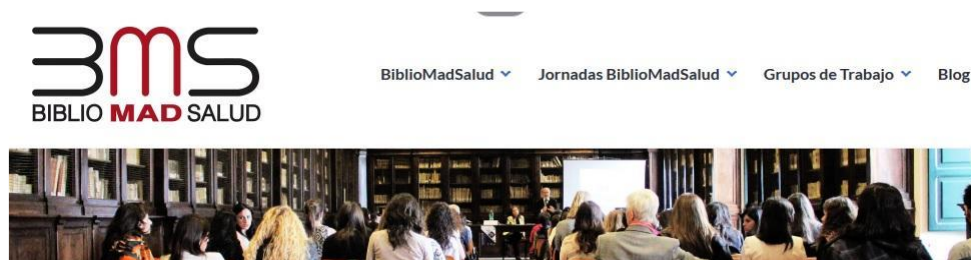 BMS
BIBLIO MAD SALUD
BiblioMadSalud
Jornadas BiblioMadSalud
Grupos de Trabajo
Blog